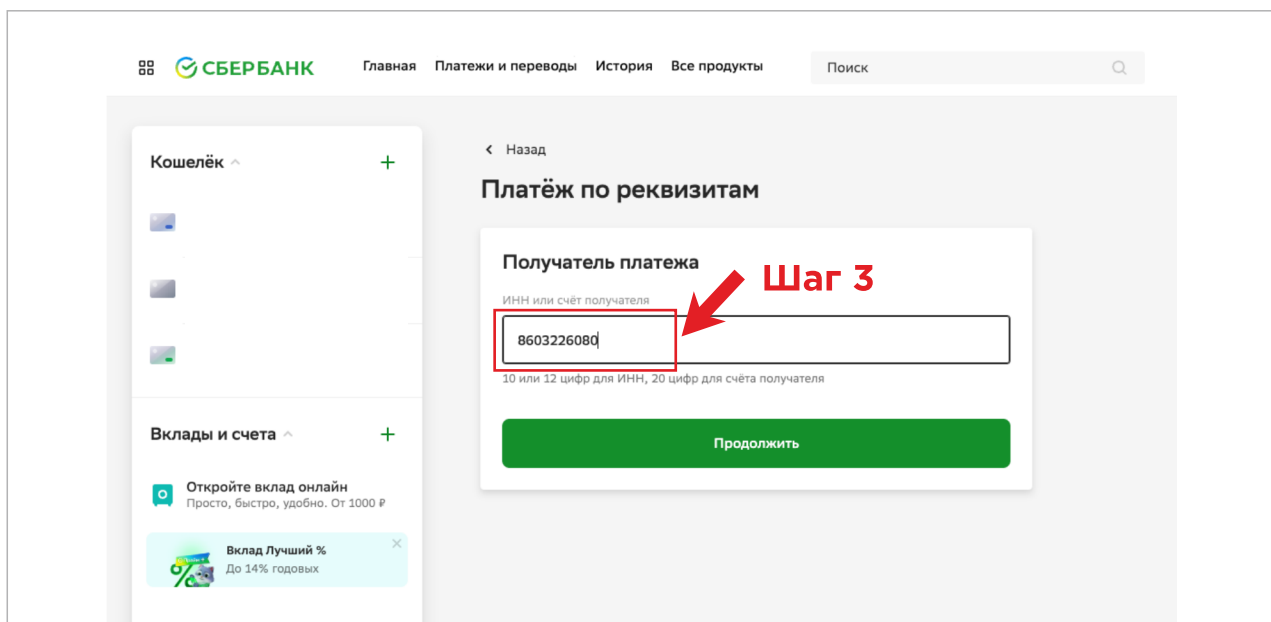 СБЕРБАНК Главная Платежи и переводы История Все продукты Поиск
Кошелёк
Вклады и счета
Откройте вклад онлайн
Просто, быстро, удобно. От 1000 ₽
Вклад Лучший %
До 14% годовых
Назад
Платёж по реквизитам
Получатель платежа
Шаг 3
ИНН или счёт получателя
8603226080
10 или 12 цифр для ИНН, 20 цифр для счёта получателя
Продолжить